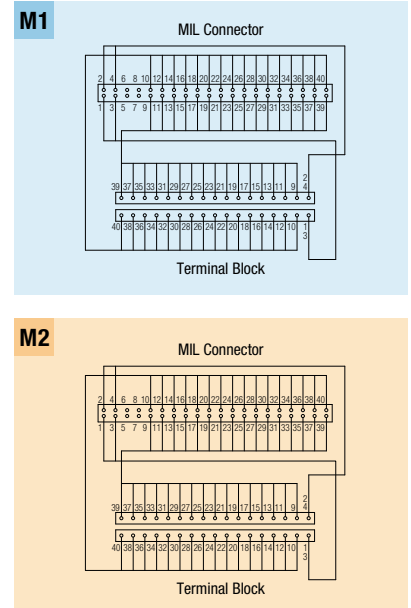 M1
MIL Connector
2 4 6 8 10 12 14 16 18 20 22 24 26 28 30 32 34 36 38 40
1 3 5 7 9 11 13 15 17 19 21 23 25 27 29 31 33 35 37 39
2
39 37 35 33 31 29 27 25 23 21 19 17 15 13 11 9 4
40 38 36 34 32 30 28 26 24 22 20 18 16 14 12 10 1
3
Terminal Block
M2
MIL Connector
2 4 6 8 10 12 14 16 18 20 22 24 26 28 30 32 34 36 38 40
1 3 5 7 9 11 13 15 17 19 21 23 25 27 29 31 33 35 37 39
2
39 37 35 33 31 29 27 25 23 21 19 17 15 13 11 9 4
40 38 36 34 32 30 28 26 24 22 20 18 16 14 12 10 1
3
Terminal Block